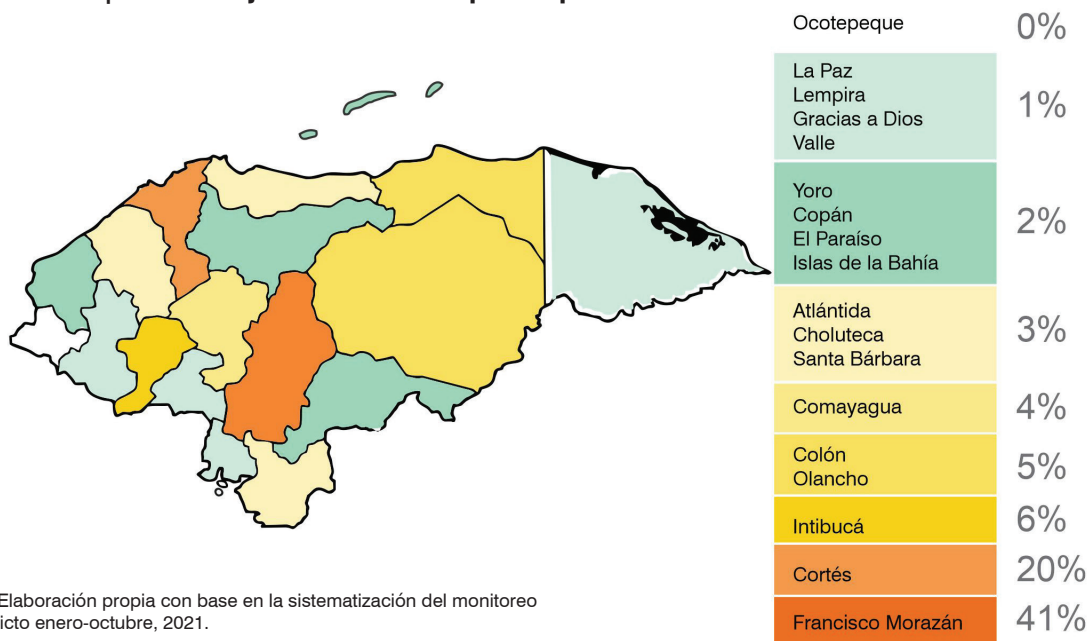 Ocotepeque 0%
La Paz
Lempira
Gracias a Dios
Valle
1%
Yoro
Copán
El Paraíso
Islas de la Bahía
2%
Atlántida
Choluteca
Santa Bárbara
3%
Comayagua 4%
Colón
Olancho
5%
Intibucá 6%
Cortés 20%
Francisco Morazán 41%
Elaboración propia con base en la sistematización del monitoreo
icto enero-octubre, 2021.